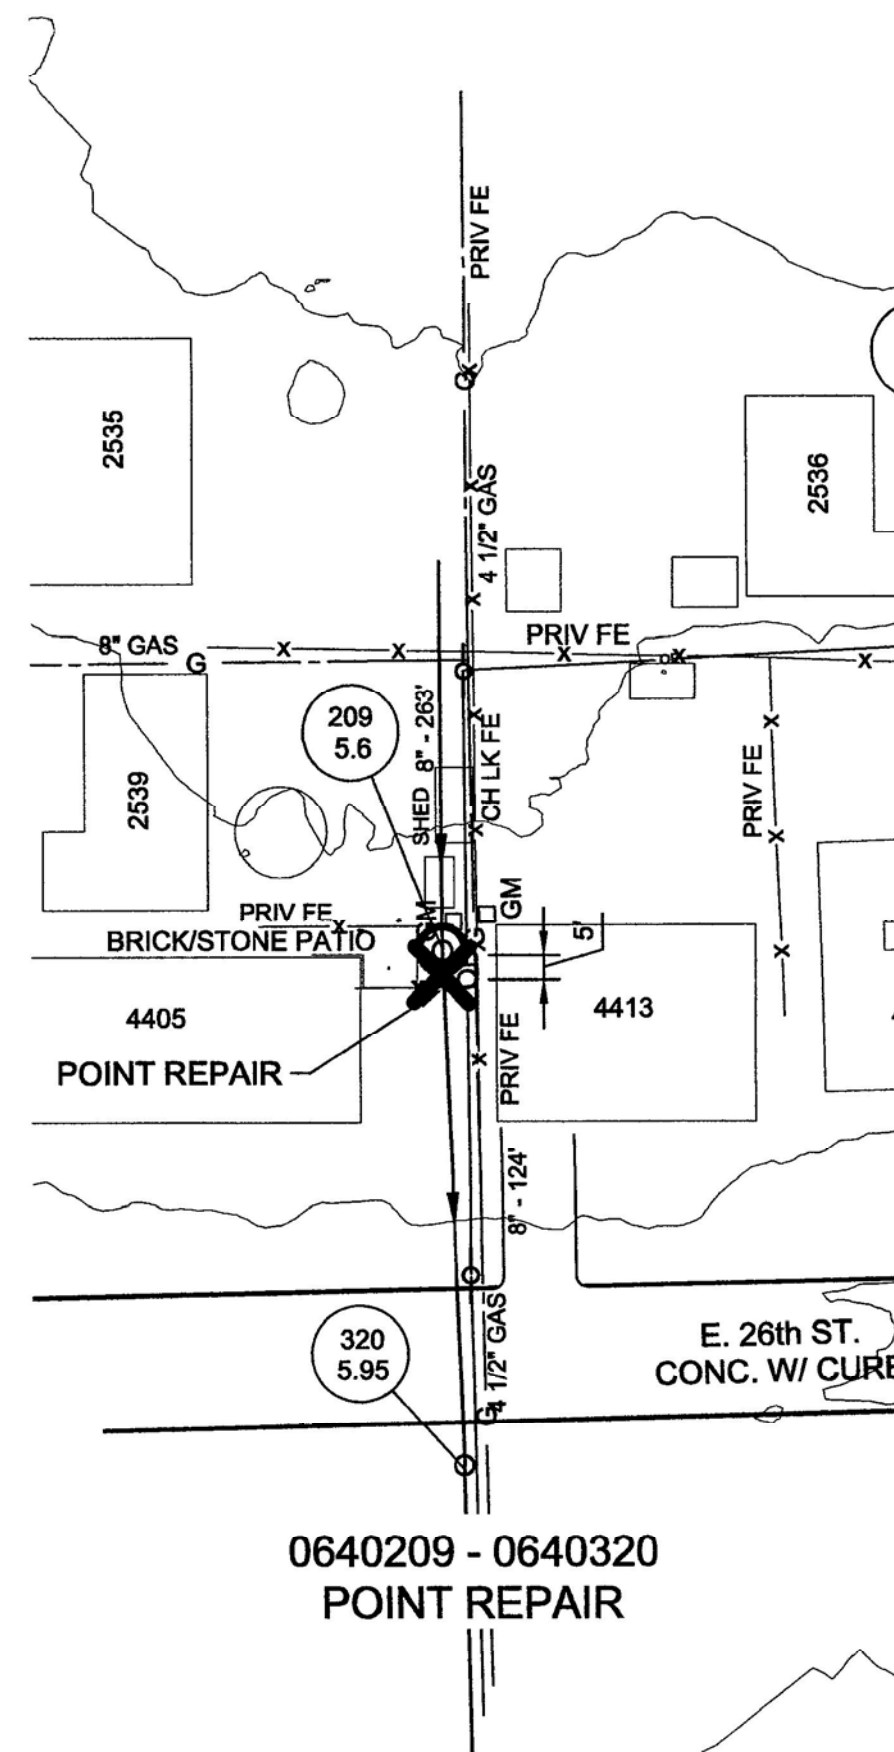 PRIV FE
2535
2536
4 1/2" GAS
PRIV FE
8" GAS
G
209
5.6
8" - 263'
CH LK FE
SHED
2539
PRIV FE
GM
GM
PRIV FE
BRICK/STONE PATIO
5'
4405
4413
POINT REPAIR
PRIV FE
8" - 124'
4 1/2" GAS
320
5.95
E. 26th ST.
CONC. W/ CURB
G
0640209 - 0640320
POINT REPAIR